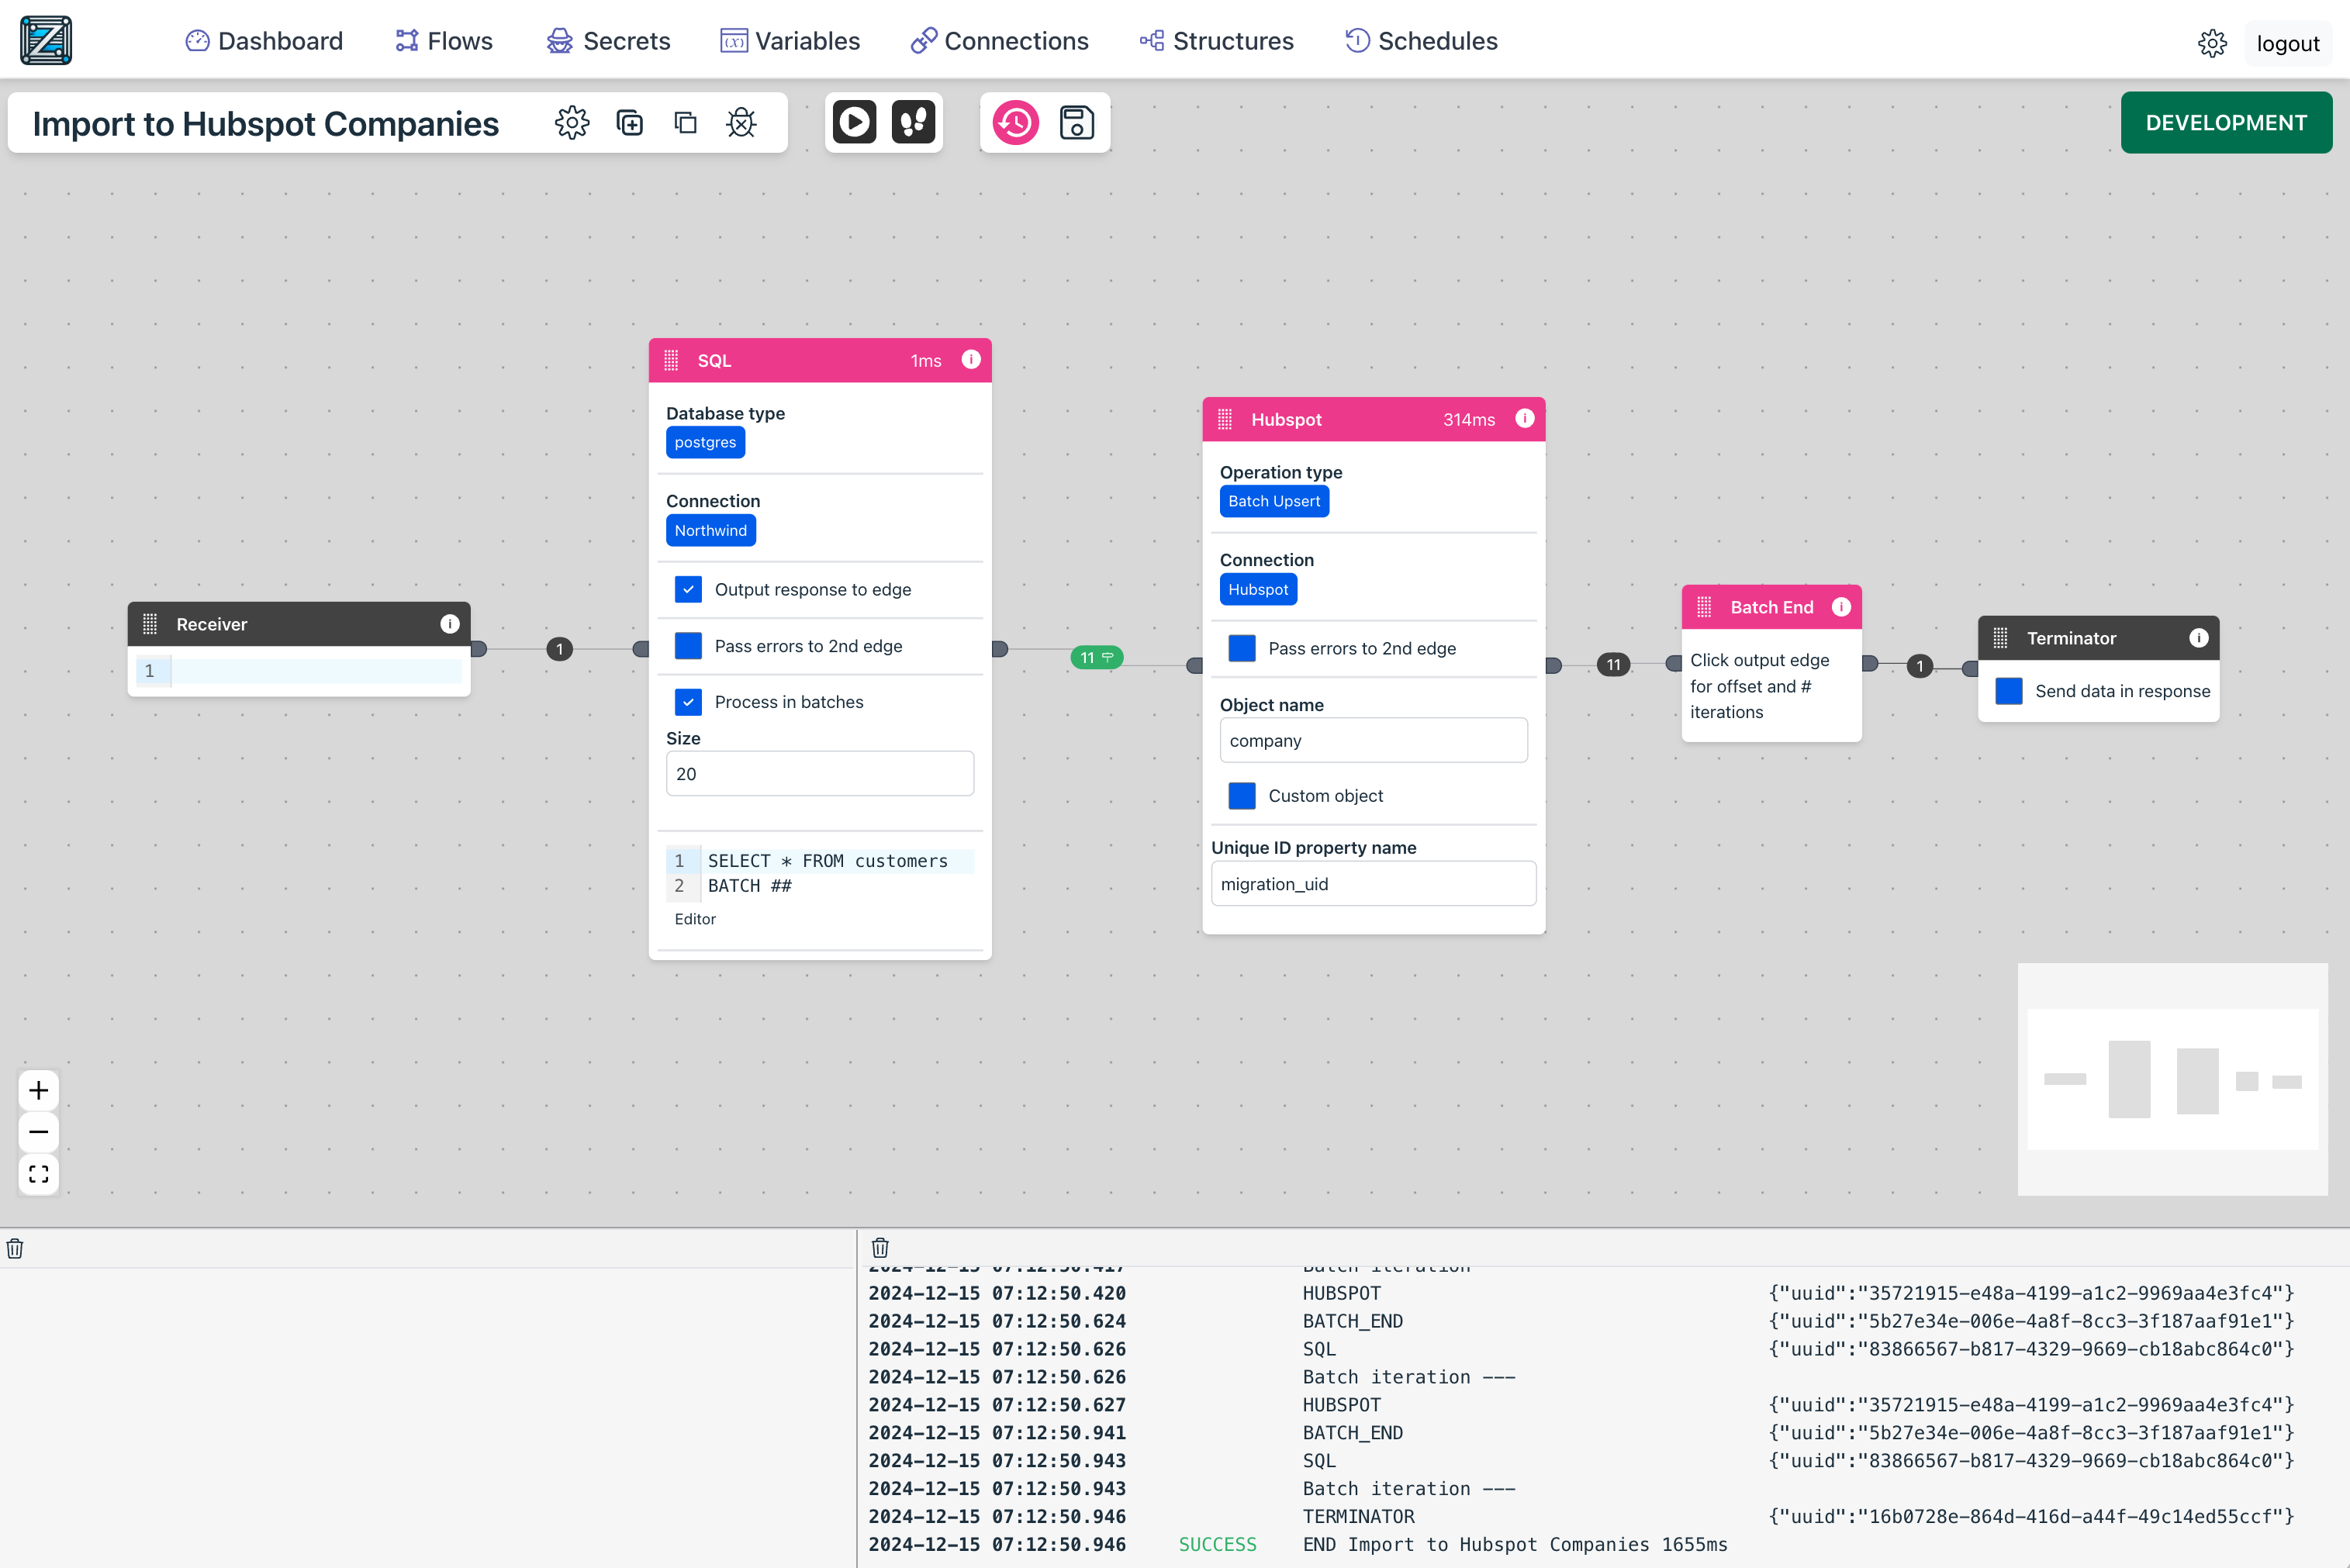 Dashboard Flows Secrets Variables Connections Structures Schedules logout
Import to Hubspot Companies
DEVELOPMENT
Receiver
1
1
SQL 1ms
Database type
postgres
Connection
Northwind
Output response to edge
Pass errors to 2nd edge
Process in batches
Size
20
1 SELECT * FROM customers
2 BATCH ##
Editor
11
Hubspot 314ms
Operation type
Batch Upsert
Connection
Hubspot
Pass errors to 2nd edge
Object name
company
Custom object
Unique ID property name
migration_uid
11
Batch End
Click output edge
for offset and #
iterations
1
Terminator
Send data in response
2024-12-15 07:12:50.417 Batch iteration
2024-12-15 07:12:50.420 HUBSPOT {"uuid":"35721915-e48a-4199-a1c2-9969aa4e3fc4"}
2024-12-15 07:12:50.624 BATCH_END {"uuid":"5b27e34e-006e-4a8f-8cc3-3f187aaf91e1"}
2024-12-15 07:12:50.626 SQL {"uuid":"83866567-b817-4329-9669-cb18abc864c0"}
2024-12-15 07:12:50.626 Batch iteration ---
2024-12-15 07:12:50.627 HUBSPOT {"uuid":"35721915-e48a-4199-a1c2-9969aa4e3fc4"}
2024-12-15 07:12:50.941 BATCH_END {"uuid":"5b27e34e-006e-4a8f-8cc3-3f187aaf91e1"}
2024-12-15 07:12:50.943 SQL {"uuid":"83866567-b817-4329-9669-cb18abc864c0"}
2024-12-15 07:12:50.943 Batch iteration ---
2024-12-15 07:12:50.946 TERMINATOR {"uuid":"16b0728e-864d-416d-a44f-49c14ed55ccf"}
2024-12-15 07:12:50.946 SUCCESS END Import to Hubspot Companies 1655ms